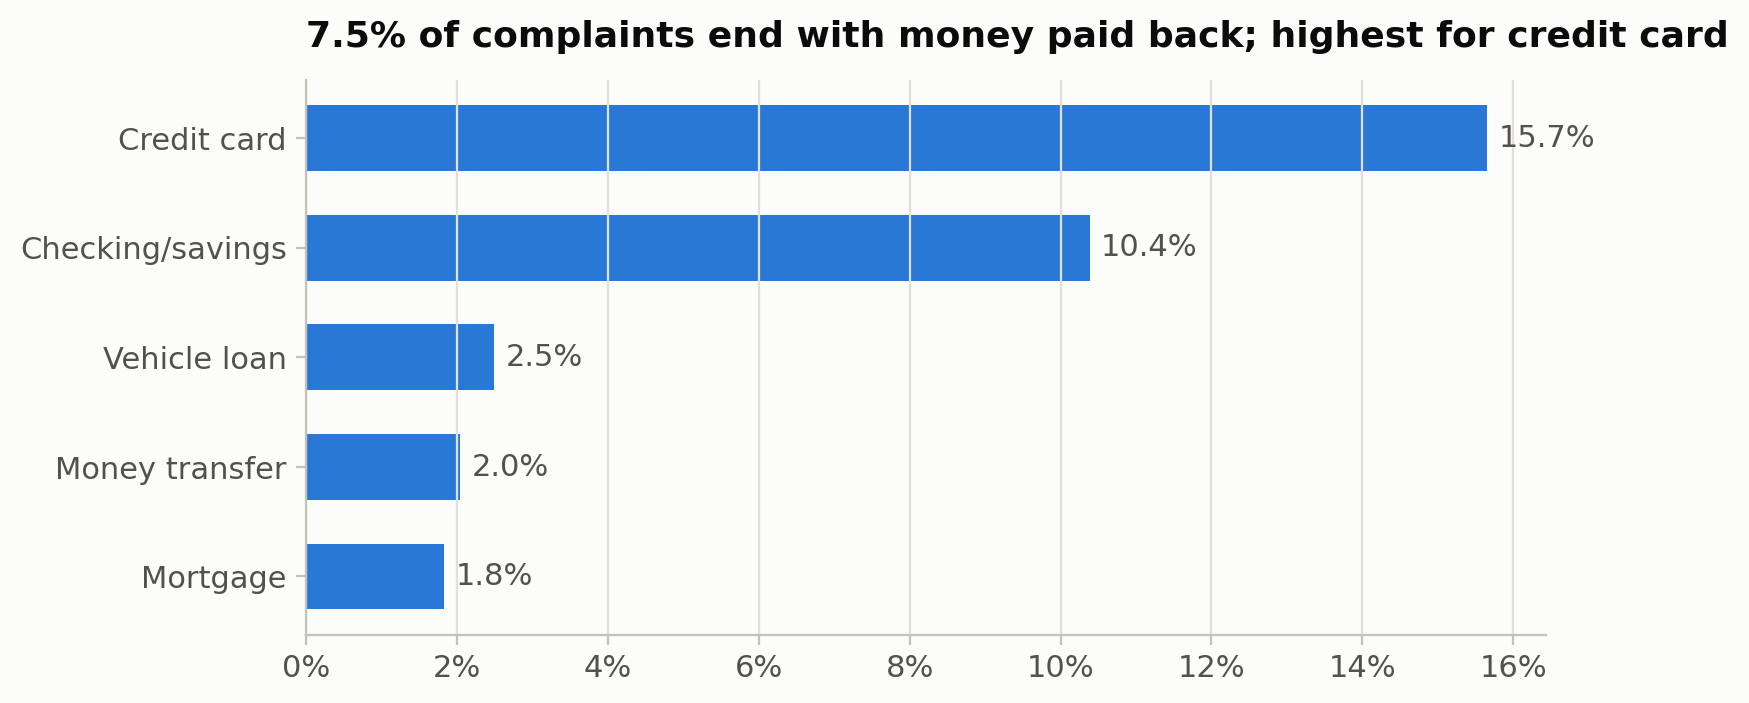 7.5% of complaints end with money paid back; highest for credit card
Credit card 15.7%
Checking/savings 10.4%
Vehicle loan 2.5%
Money transfer 2.0%
Mortgage 1.8%
0% 2% 4% 6% 8% 10% 12% 14% 16%